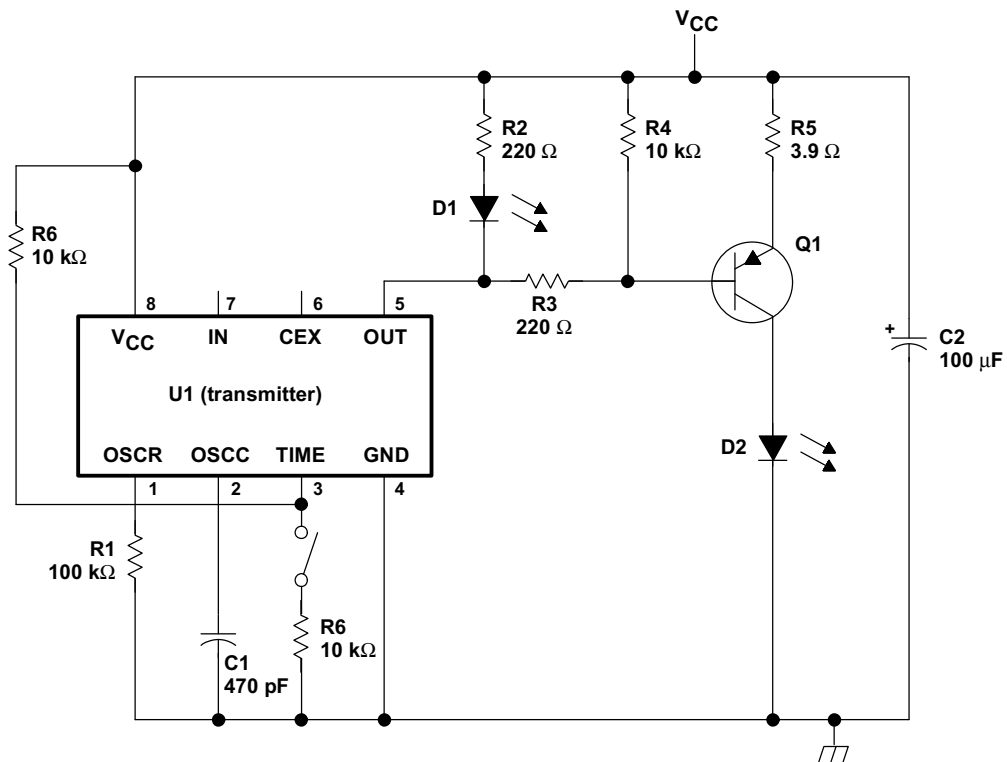 VCC
R2
220 Ω
R4
10 kΩ
R5
3.9 Ω
D1
R6
10 kΩ
Q1
R3
220 Ω
8
7
6
5
VCC
IN
CEX
OUT
U1 (transmitter)
OSCR
OSCC
TIME
GND
1
2
3
4
+
C2
100 μF
D2
R1
100 kΩ
R6
10 kΩ
C1
470 pF